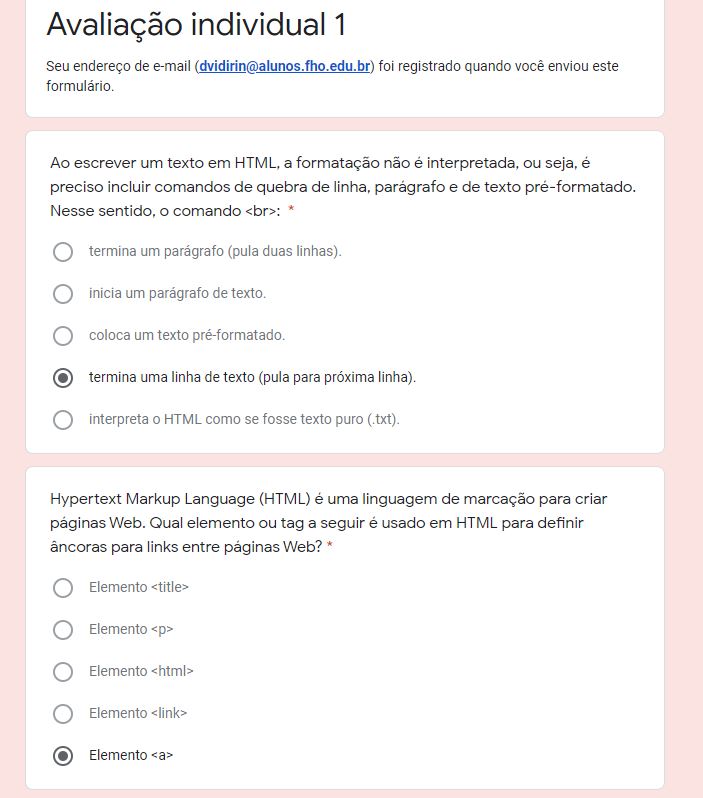 Avaliação individual 1
Seu endereço de e-mail (dvidirin@alunos.fho.edu.br) foi registrado quando você enviou este
formulário.
Ao escrever um texto em HTML, a formatação não é interpretada, ou seja, é
preciso incluir comandos de quebra de linha, parágrafo e de texto pré-formatado.
Nesse sentido, o comando <br>: *
termina um parágrafo (pula duas linhas).
inicia um parágrafo de texto.
coloca um texto pré-formatado.
termina uma linha de texto (pula para próxima linha).
interpreta o HTML como se fosse texto puro (.txt).
Hypertext Markup Language (HTML) é uma linguagem de marcação para criar
páginas Web. Qual elemento ou tag a seguir é usado em HTML para definir
âncoras para links entre páginas Web? *
Elemento <title>
Elemento <p>
Elemento <html>
Elemento <link>
Elemento <a>